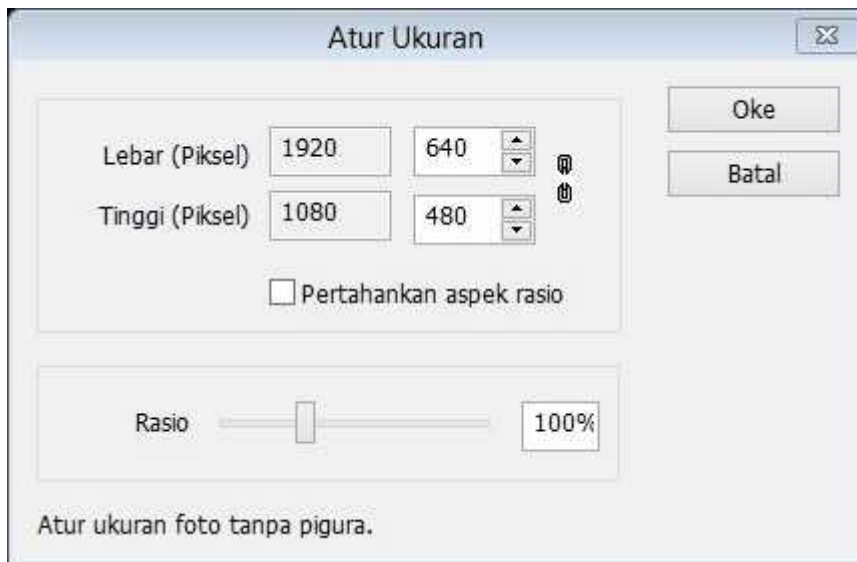 Atur Ukuran
Oke
Lebar (Piksel) 1920 640
Batal
Tinggi (Piksel) 1080 480
Pertahankan aspek rasio
Rasio 100%
Atur ukuran foto tanpa pigura.